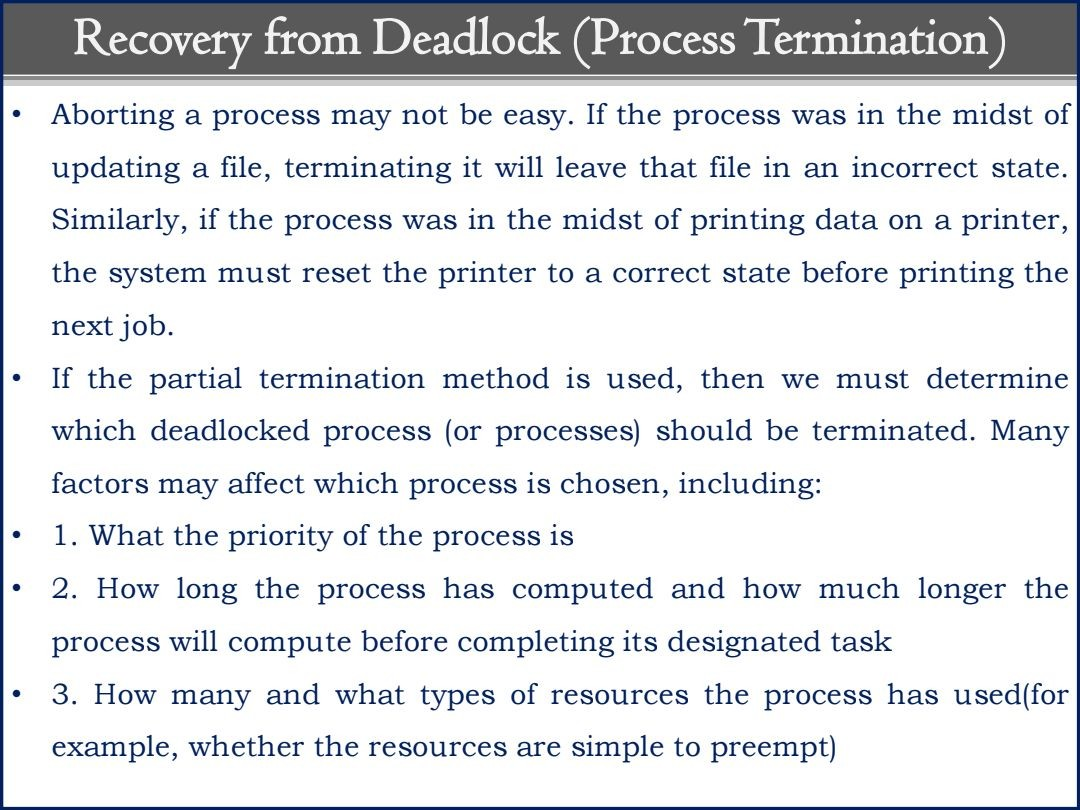 Recovery from Deadlock (Process Termination)
• Aborting a process may not be easy. If the process was in the midst of
updating a file, terminating it will leave that file in an incorrect state.
Similarly, if the process was in the midst of printing data on a printer,
the system must reset the printer to a correct state before printing the
next job.
• If the partial termination method is used, then we must determine
which deadlocked process (or processes) should be terminated. Many
factors may affect which process is chosen, including:
• 1. What the priority of the process is
• 2. How long the process has computed and how much longer the
process will compute before completing its designated task
• 3. How many and what types of resources the process has used(for
example, whether the resources are simple to preempt)